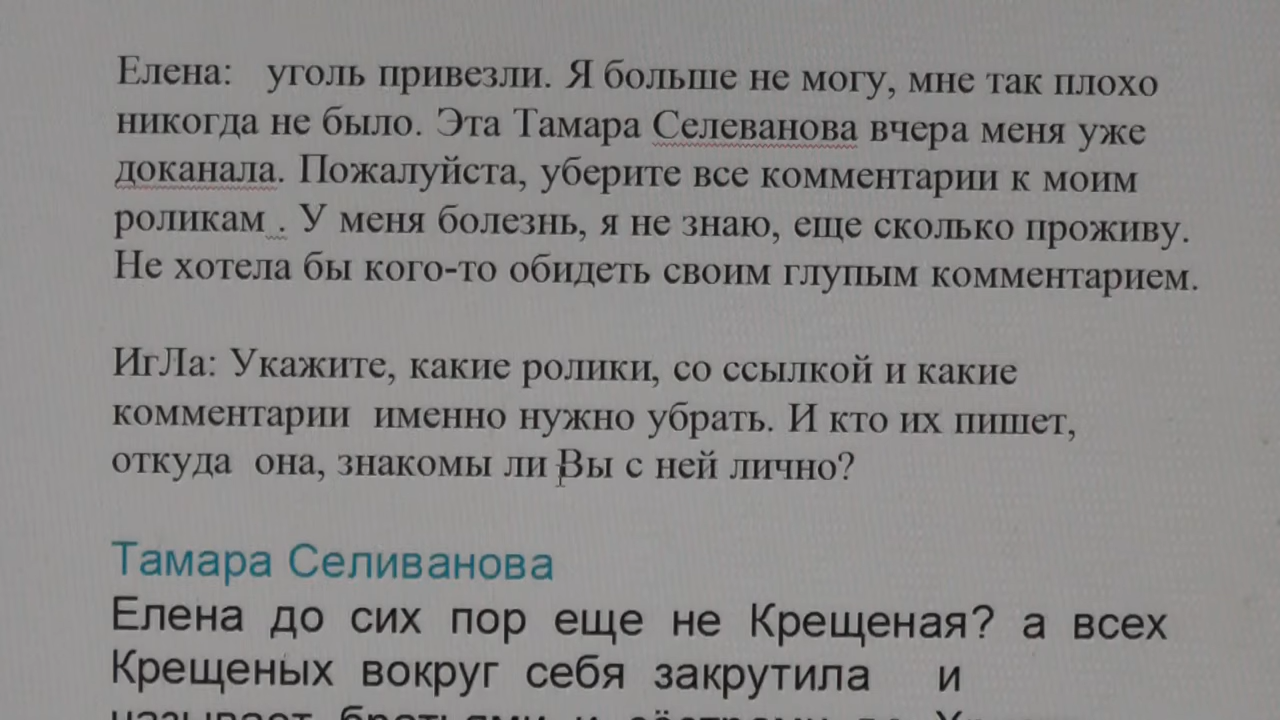 Елена: уголь привезли. Я больше не могу, мне так плохо
никогда не было. Эта Тамара Селеванова вчера меня уже
доканала. Пожалуйста, уберите все комментарии к моим
роликам . У меня болезнь, я не знаю, еще сколько проживу.
Не хотела бы кого-то обидеть своим глупым комментарием.
ИгЛа: Укажите, какие ролики, со ссылкой и какие
комментарии именно нужно убрать. И кто их пишет,
откуда она, знакомы ли Вы с ней лично?
Тамара Селиванова
Елена до сих пор еще не Крещеная? а всех
Крещеных вокруг себя закрутила и
называет братьями и сёстрами во